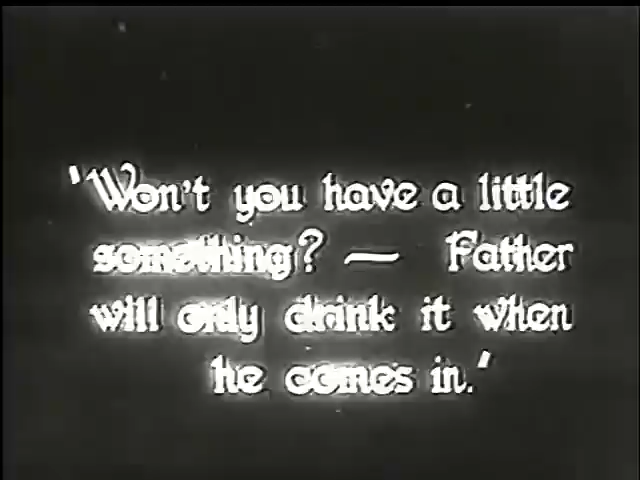 'Won't you have a little
something? — Father
will only drink it when
he comes in.'